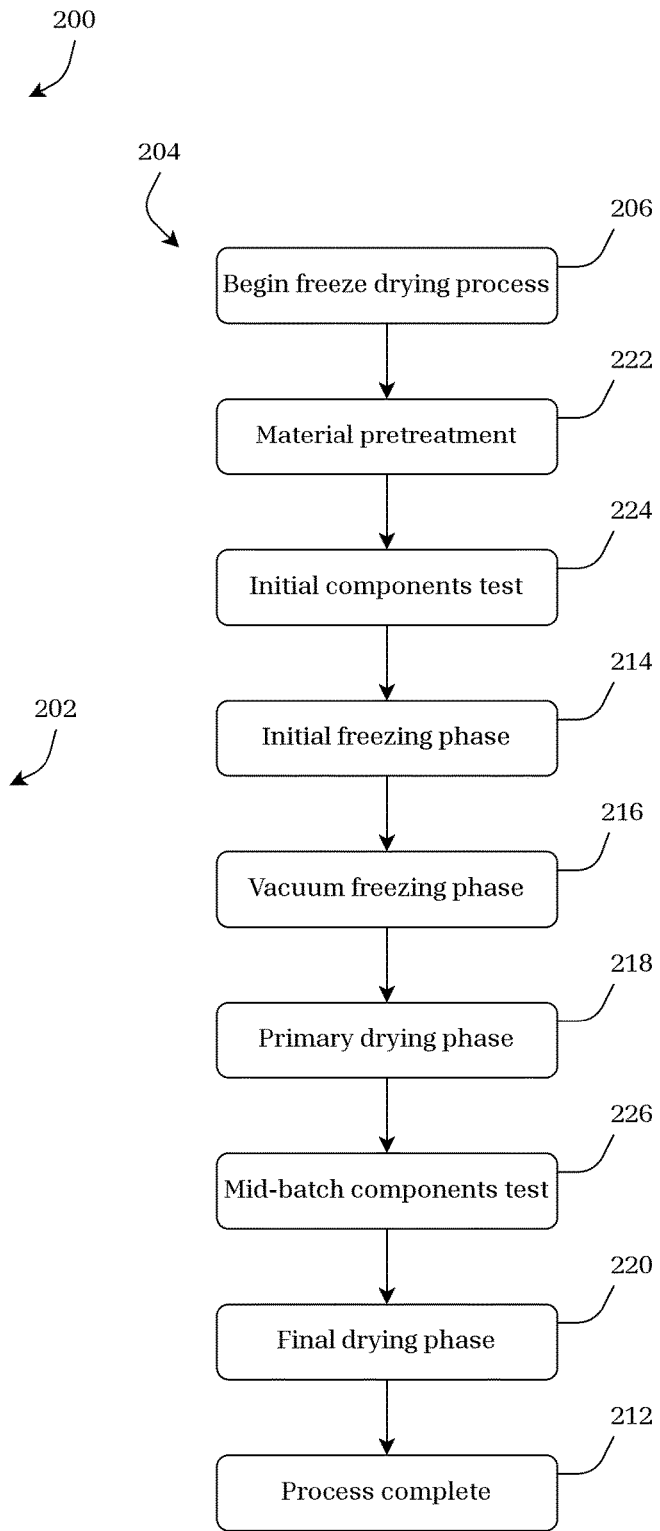 200
204
206
Begin freeze drying process
222
Material pretreatment
224
Initial components test
214
Initial freezing phase
202
216
Vacuum freezing phase
218
Primary drying phase
226
Mid-batch components test
220
Final drying phase
212
Process complete